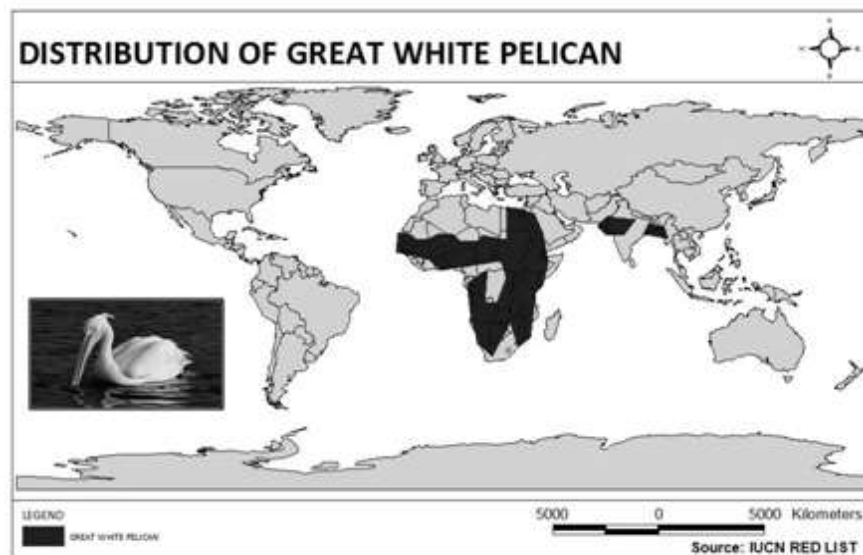 DISTRIBUTION OF GREAT WHITE PELICAN
LEGEND
GREAT WHITE PELICAN
5000 0 5000 Kilometers
Source: IUCN RED LIST